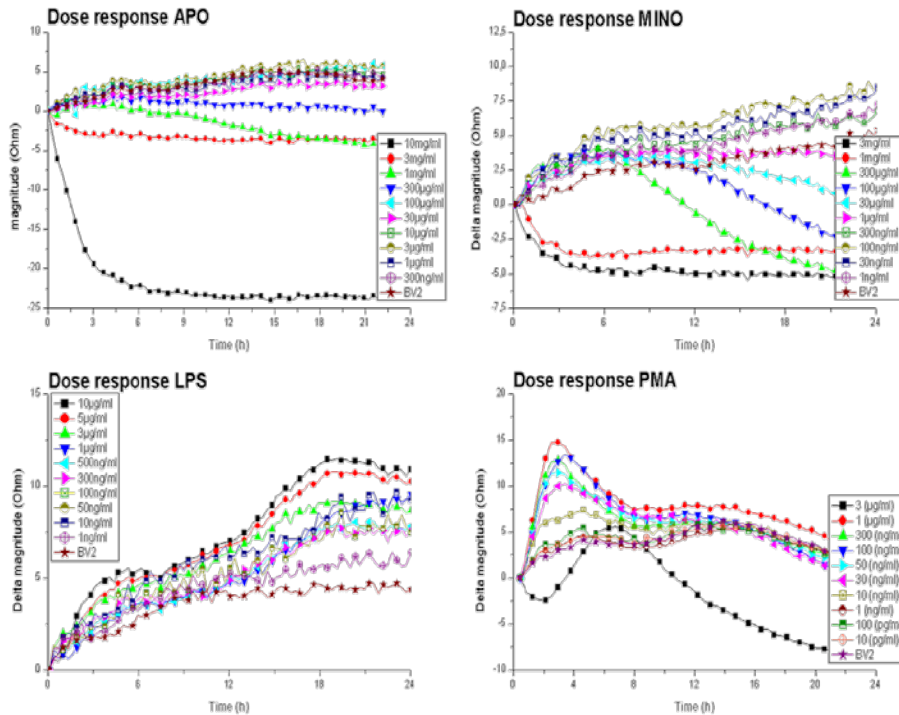 Dose response APO
10
5
0
-5
-10
-15
-20
-25
magnitude (Ohm)
10mg/ml
3mg/ml
1mg/ml
300µg/ml
100µg/ml
30µg/ml
10µg/ml
3µg/ml
1µg/ml
300ng/ml
BV2
0
3
6
9
12
15
18
21
24
Time (h)
Dose response MINO
12,5
10,0
7,5
5,0
2,5
0,0
-2,5
-5,0
-7,5
Delta magnitude (Ohm)
3mg/ml
1mg/ml
300µg/ml
100µg/ml
30µg/ml
1µg/ml
300ng/ml
100ng/ml
30ng/ml
1ng/ml
BV2
0
6
12
18
24
Time (h)
Dose response LPS
15
10
5
0
Delta magnitude (Ohm)
10µg/ml
5µg/ml
3µg/ml
1µg/ml
500ng/ml
300ng/ml
100ng/ml
50ng/ml
10ng/ml
1ng/ml
BV2
0
6
12
18
24
Time (h)
Dose response PMA
20
15
10
5
0
-5
-10
Delta magnitude (Ohm)
3 (µg/ml)
1 (µg/ml)
300 (ng/ml
100 (ng/ml
50 (ng/ml)
30 (ng/ml)
10 (ng/ml)
1 (ng/ml)
100 (pg/ml
10 (pg/ml)
BV2
0
4
8
12
16
20
24
Time (h)